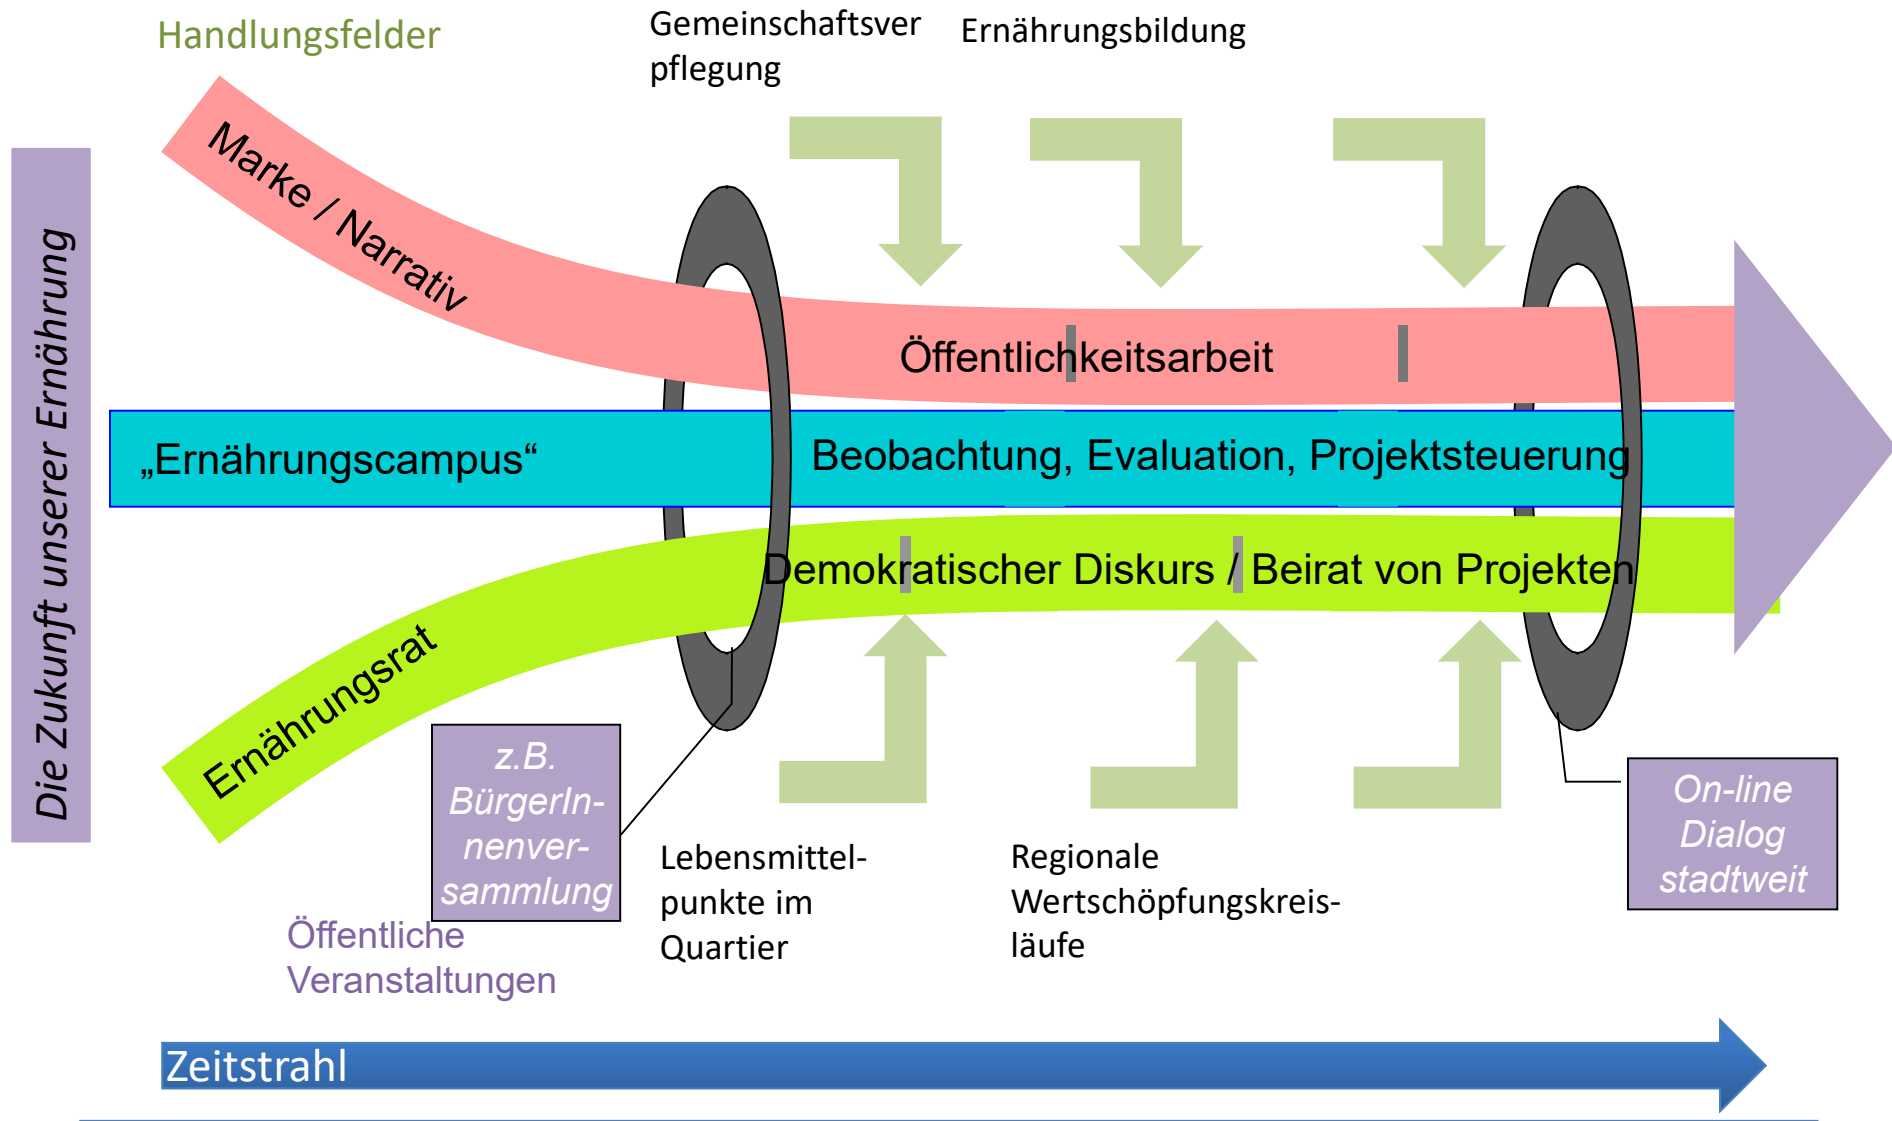 Handlungsfelder
Gemeinschaftsver
pflegung
Ernährungsbildung
Die Zukunft unserer Ernährung
Marke / Narrativ
Öffentlichkeitsarbeit
„Ernährungscampus“
Beobachtung, Evaluation, Projektsteuerung
Demokratischer Diskurs / Beirat von Projekten
Ernährungsrat
z.B.
BürgerIn-
nenver-
sammlung
On-line
Dialog
stadtweit
Lebensmittel-
punkte im
Quartier
Regionale
Wertschöpfungskreis-
läufe
Öffentliche
Veranstaltungen
Zeitstrahl